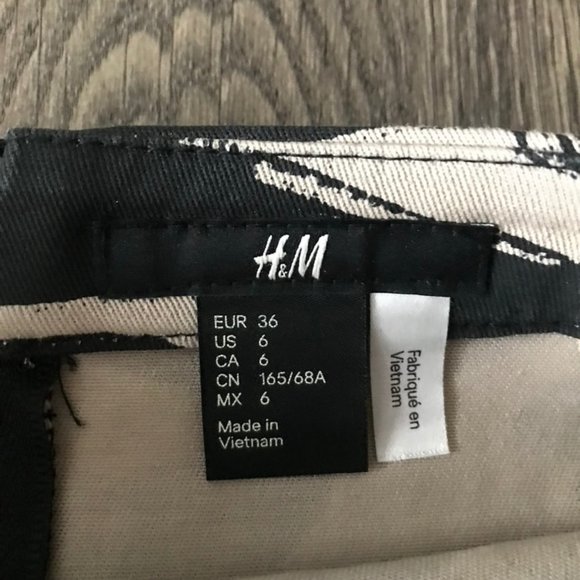 H&M
EUR 36
US 6
CA 6
CN 165/68A
MX 6
Made in
Vietnam
Fabriqué en
Vietnam